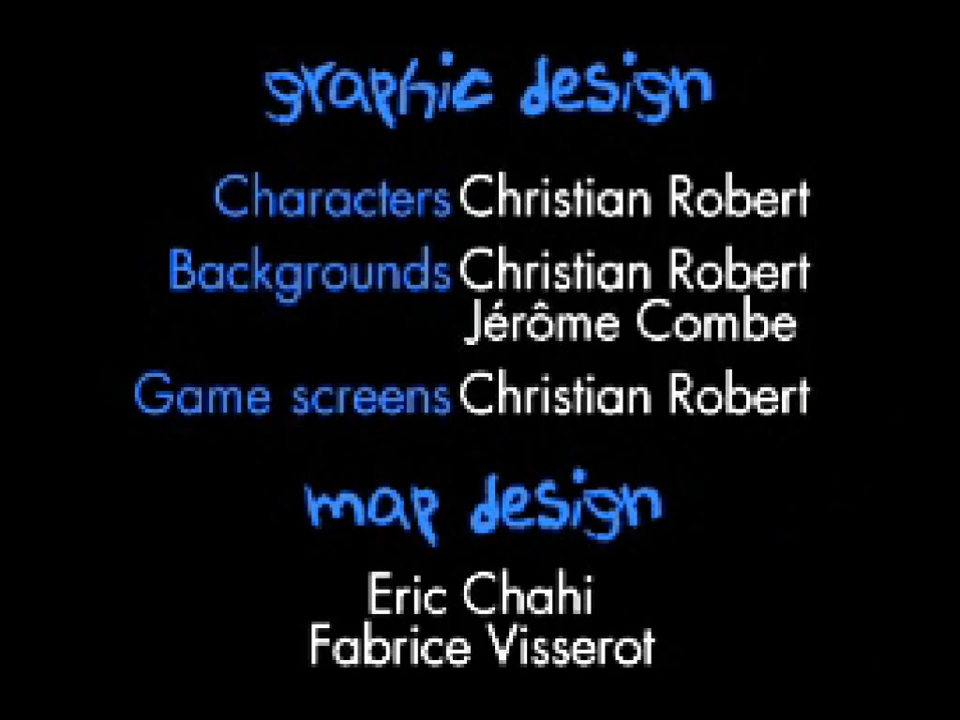 graphic design
Characters Christian Robert
Backgrounds Christian Robert
Jérôme Combe
Game screens Christian Robert
map design
Eric Chahi
Fabrice Visserot